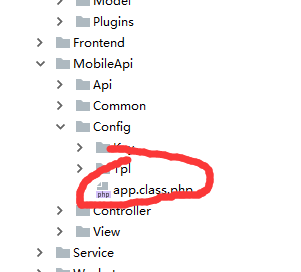 Model
Plugins
Frontend
MobileApi
Api
Common
Config
Tpl
php app.class.php
Controller
View
Service